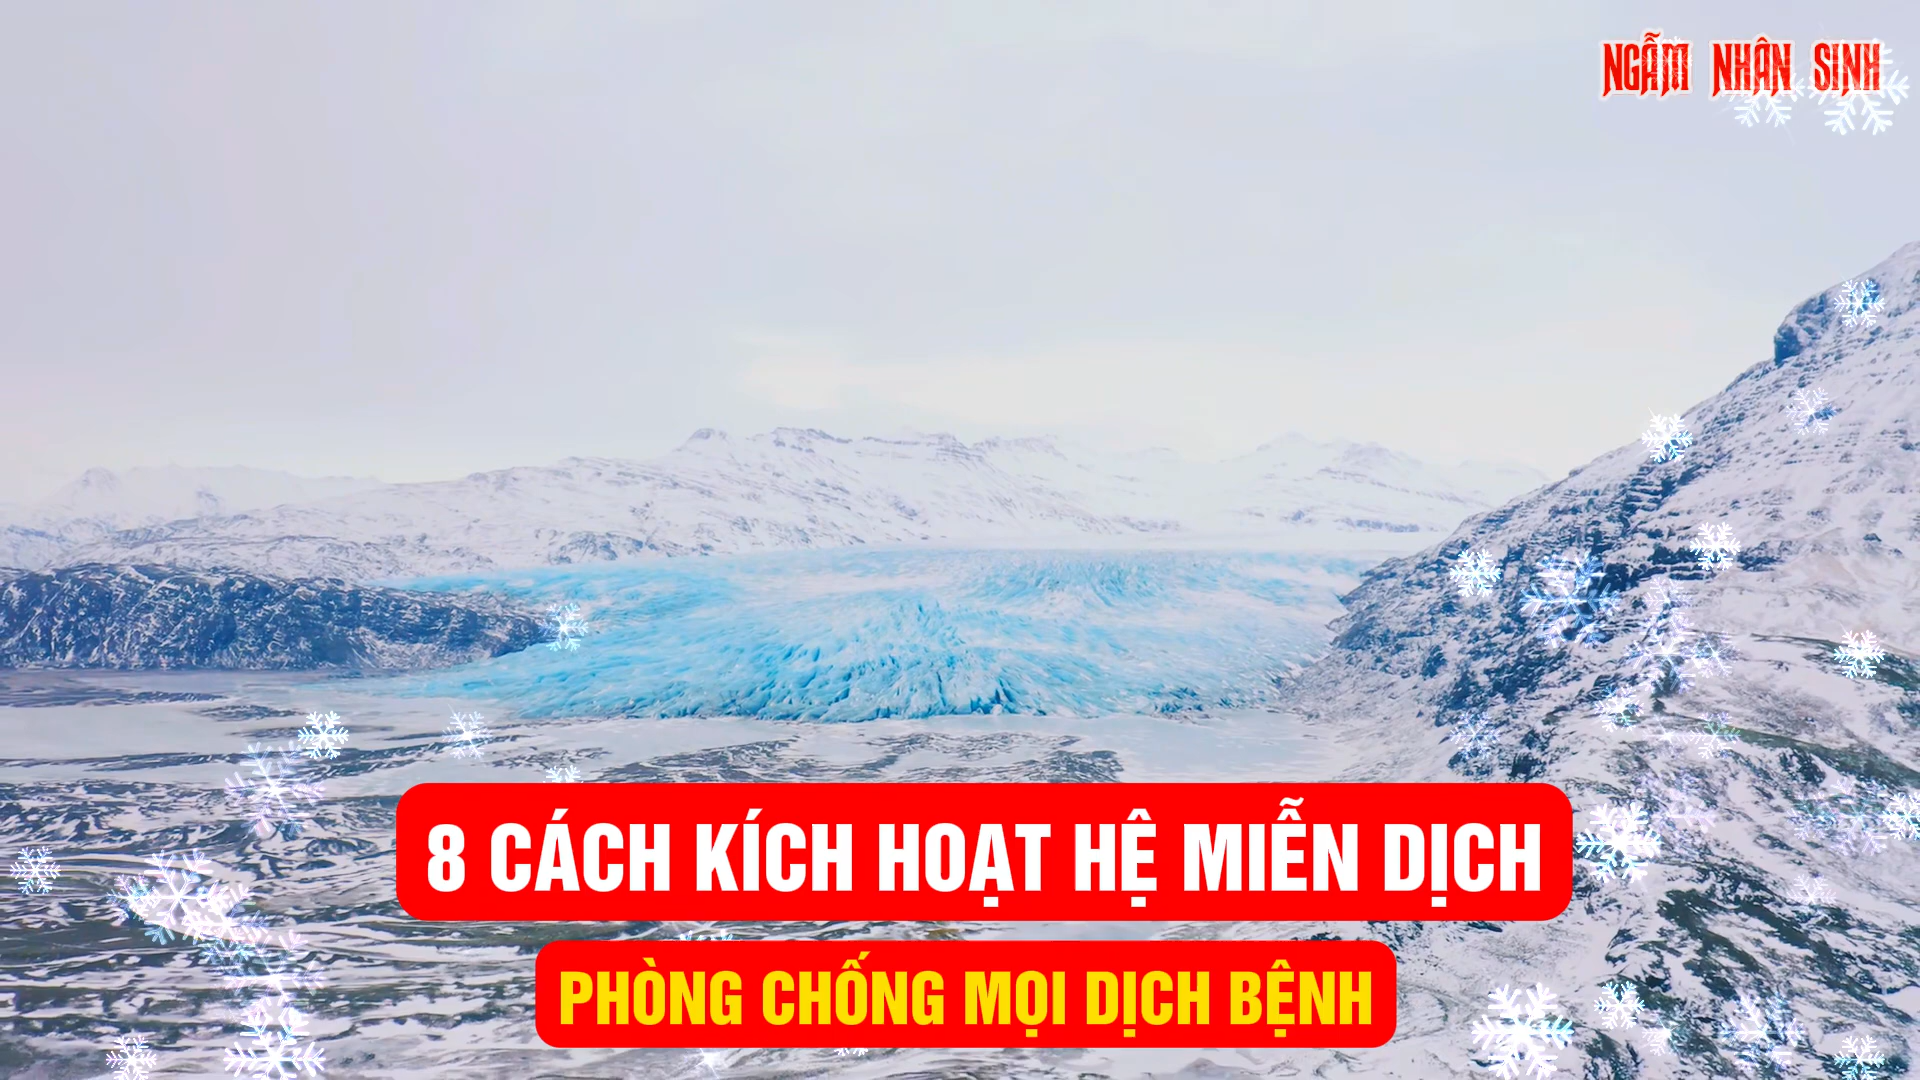 NGẪM NHÂN SINH
8 CÁCH KÍCH HOẠT HỆ MIỄN DỊCH
PHÒNG CHỐNG MỌI DỊCH BỆNH